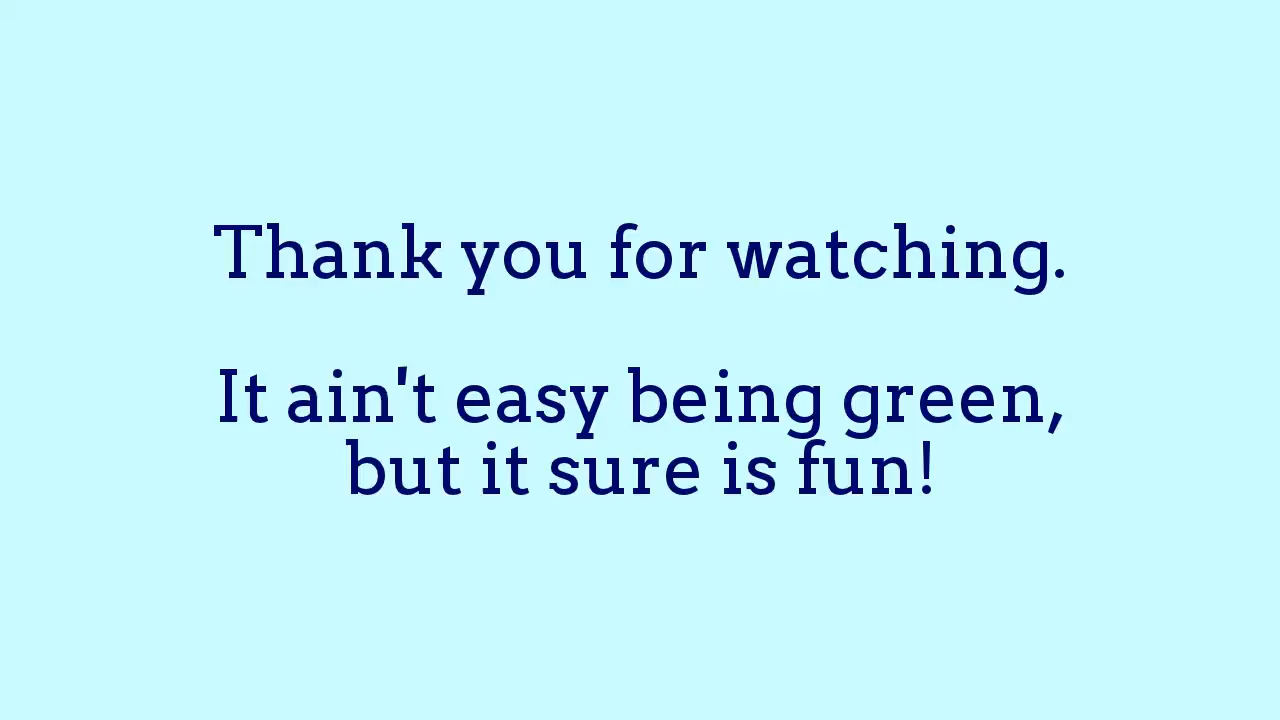 Thank you for watching.
It ain't easy being green,
but it sure is fun!